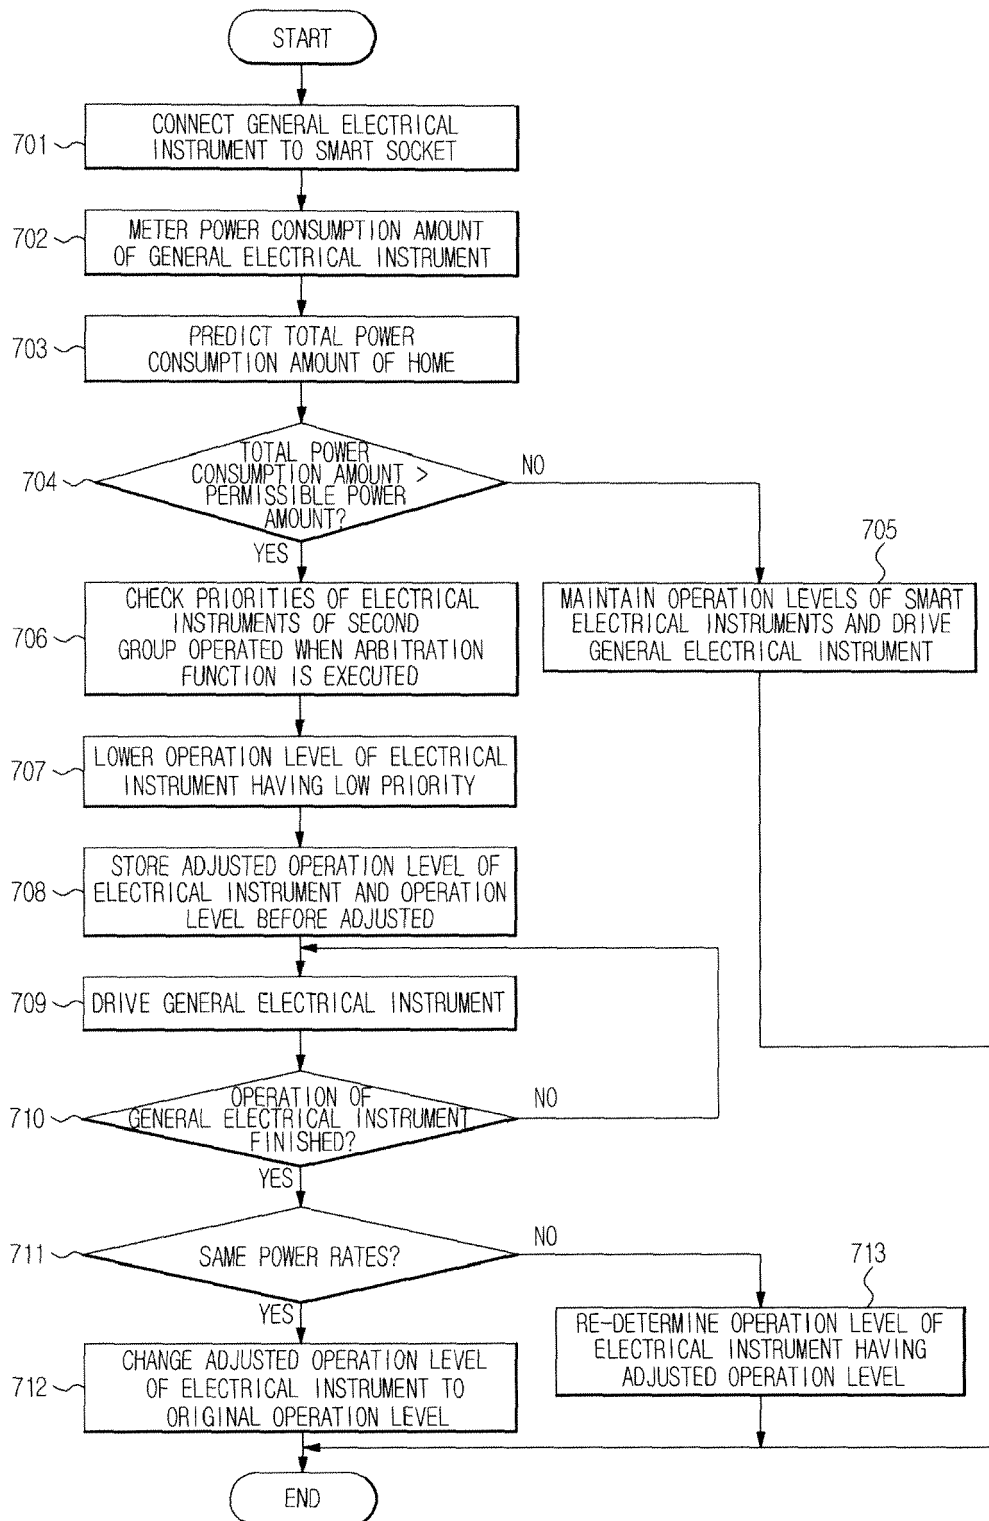 START
701
CONNECT GENERAL ELECTRICAL
INSTRUMENT TO SMART SOCKET
702
METER POWER CONSUMPTION AMOUNT
OF GENERAL ELECTRICAL INSTRUMENT
703
PREDICT TOTAL POWER
CONSUMPTION AMOUNT OF HOME
704
TOTAL POWER
CONSUMPTION AMOUNT >
PERMISSIBLE POWER
AMOUNT?
NO
YES
705
MAINTAIN OPERATION LEVELS OF SMART
ELECTRICAL INSTRUMENTS AND DRIVE
GENERAL ELECTRICAL INSTRUMENT
706
CHECK PRIORITIES OF ELECTRICAL
INSTRUMENTS OF SECOND
GROUP OPERATED WHEN ARBITRATION
FUNCTION IS EXECUTED
707
LOWER OPERATION LEVEL OF ELECTRICAL
INSTRUMENT HAVING LOW PRIORITY
708
STORE ADJUSTED OPERATION LEVEL OF
ELECTRICAL INSTRUMENT AND OPERATION
LEVEL BEFORE ADJUSTED
709
DRIVE GENERAL ELECTRICAL INSTRUMENT
710
OPERATION OF
GENERAL ELECTRICAL INSTRUMENT
FINISHED?
NO
YES
711
SAME POWER RATES?
NO
YES
713
RE-DETERMINE OPERATION LEVEL OF
ELECTRICAL INSTRUMENT HAVING
ADJUSTED OPERATION LEVEL
712
CHANGE ADJUSTED OPERATION LEVEL
OF ELECTRICAL INSTRUMENT TO
ORIGINAL OPERATION LEVEL
END